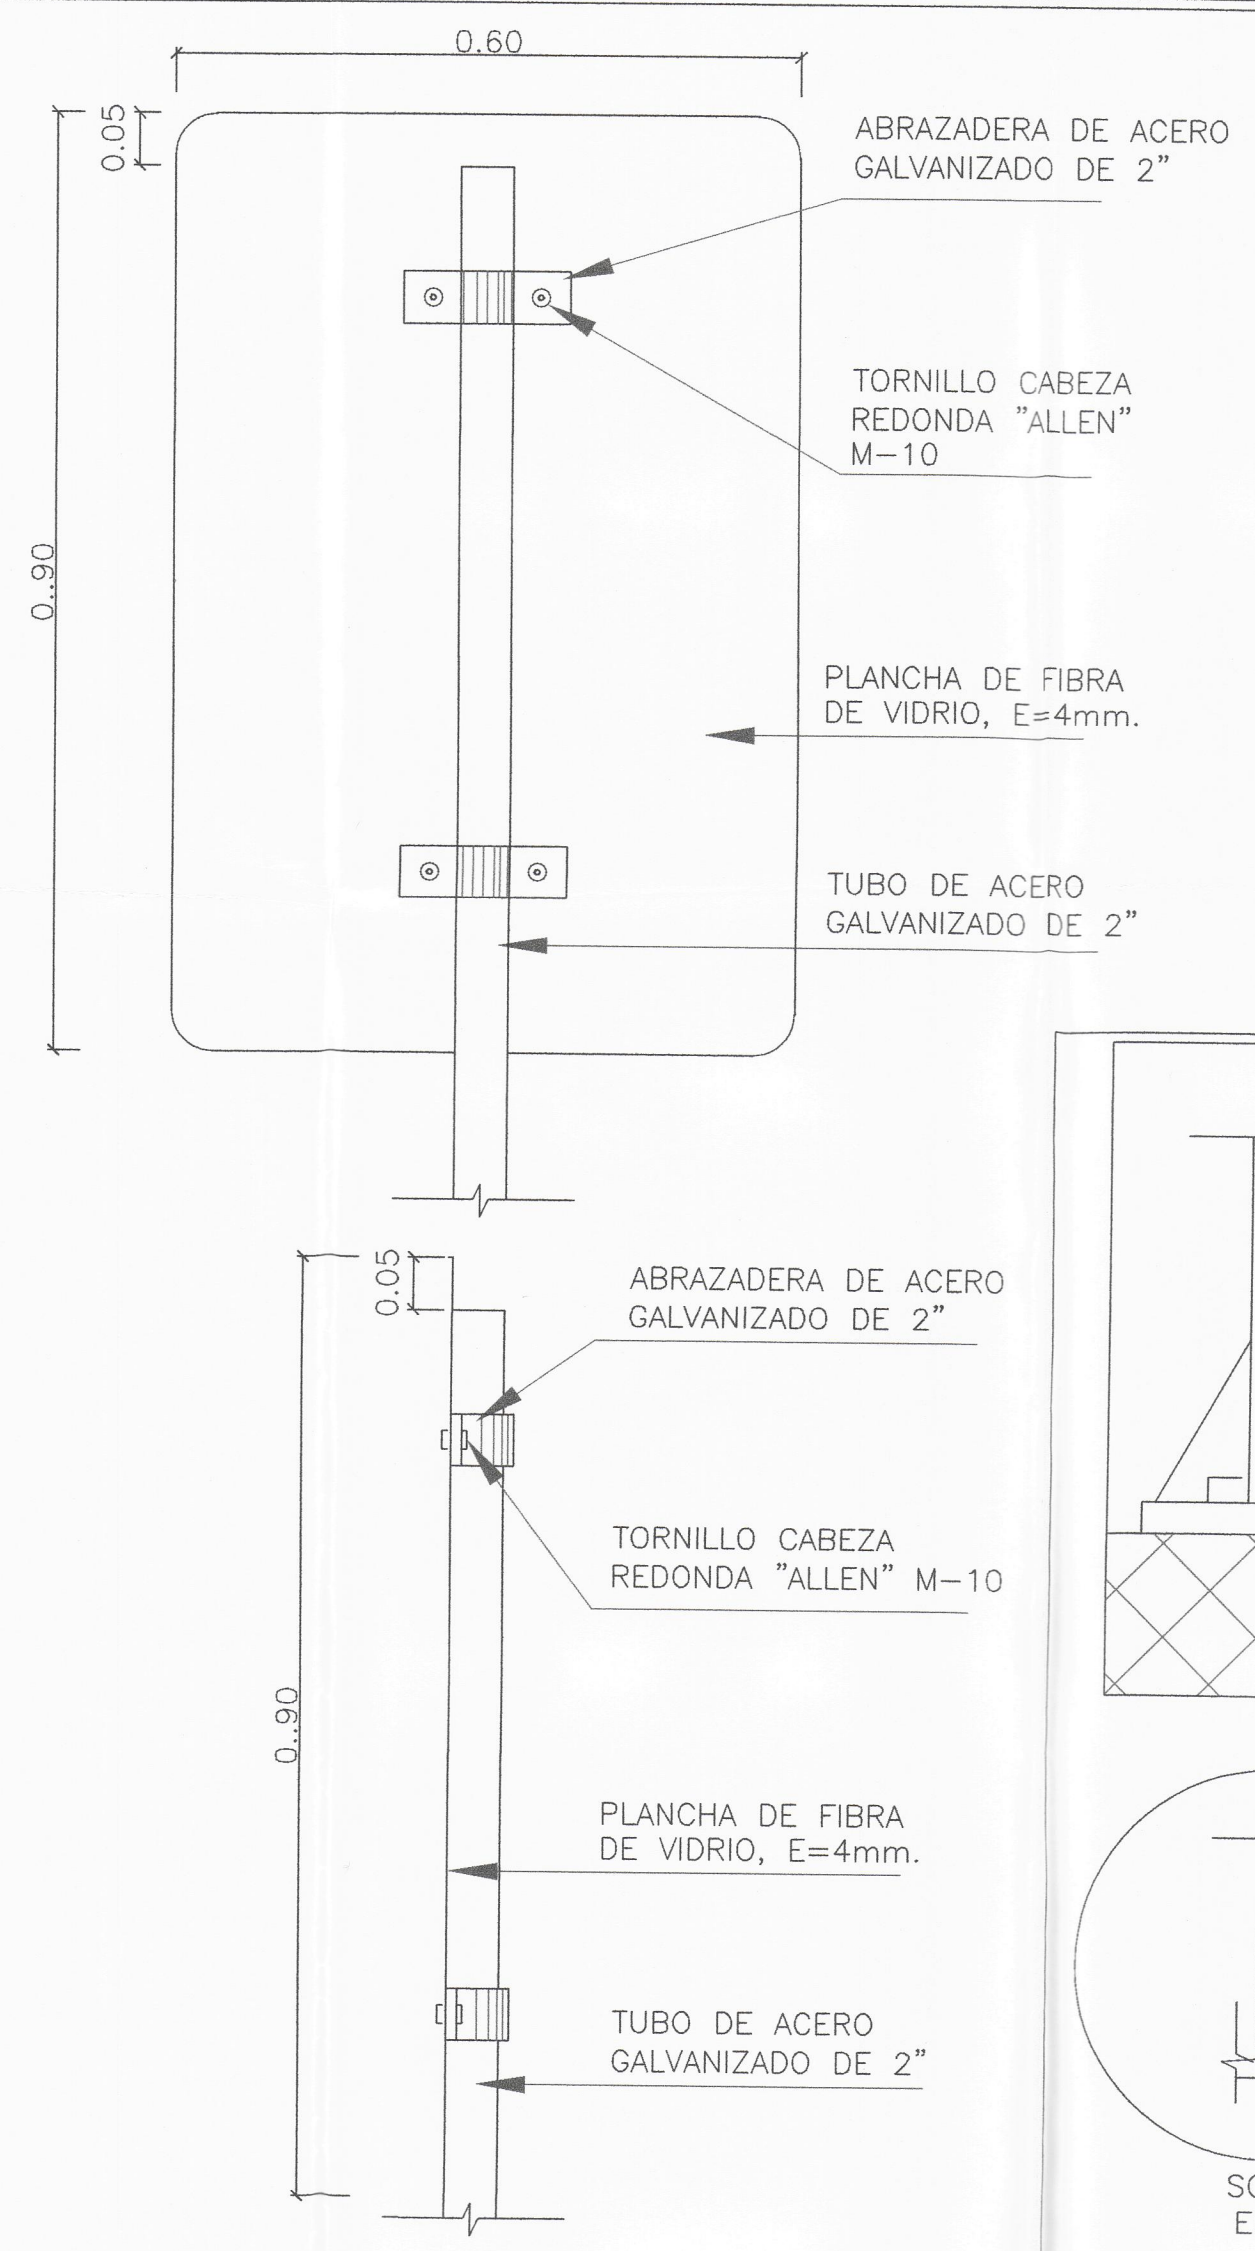 0.60
0.05
ABRAZADERA DE ACERO
GALVANIZADO DE 2”
TORNILLO CABEZA
REDONDA ”ALLEN”
M–10
0..90
PLANCHA DE FIBRA
DE VIDRIO, E=4mm.
TUBO DE ACERO
GALVANIZADO DE 2”
0.05
ABRAZADERA DE ACERO
GALVANIZADO DE 2”
TORNILLO CABEZA
REDONDA ”ALLEN” M–10
0..90
PLANCHA DE FIBRA
DE VIDRIO, E=4mm.
TUBO DE ACERO
GALVANIZADO DE 2”